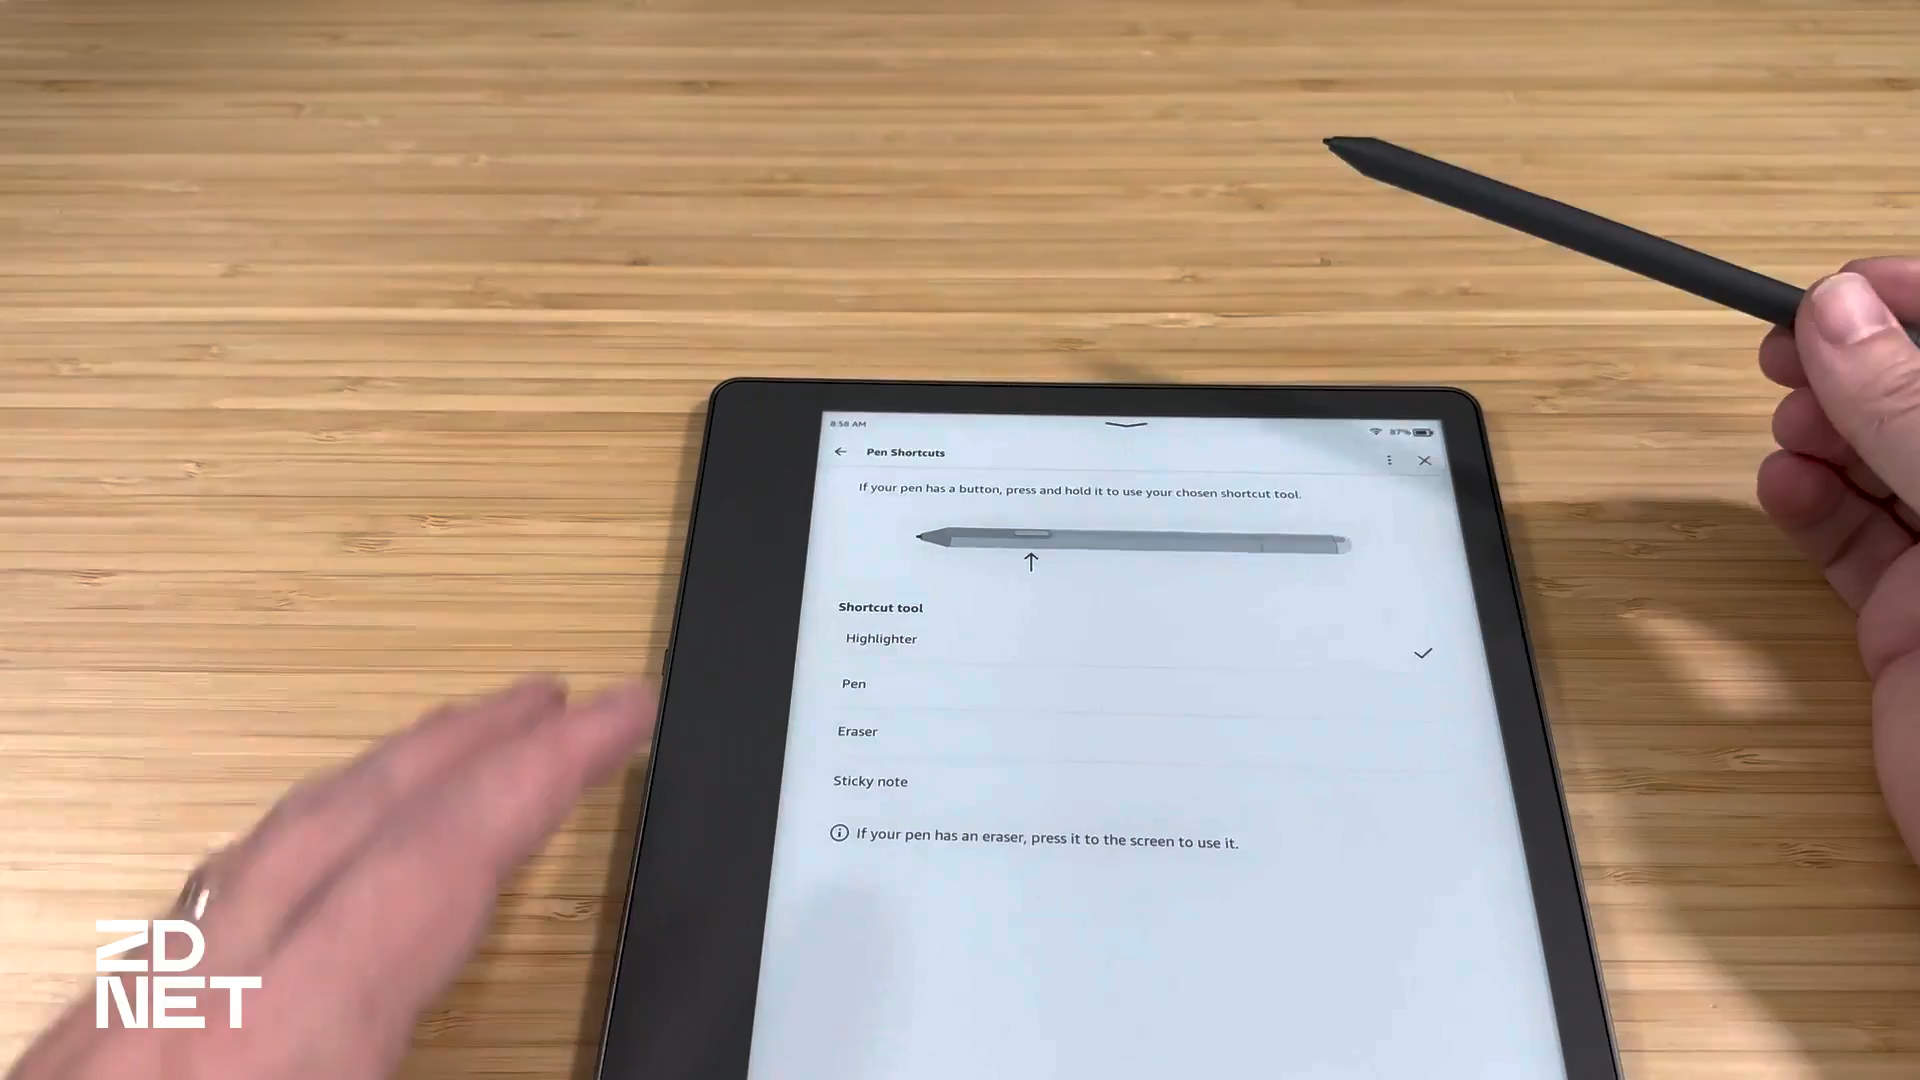 8:58 AM
87%
Pen Shortcuts
If your pen has a button, press and hold it to use your chosen shortcut tool.
Shortcut tool
Highlighter
Pen
Eraser
Sticky note
If your pen has an eraser, press it to the screen to use it.
ZD
NET